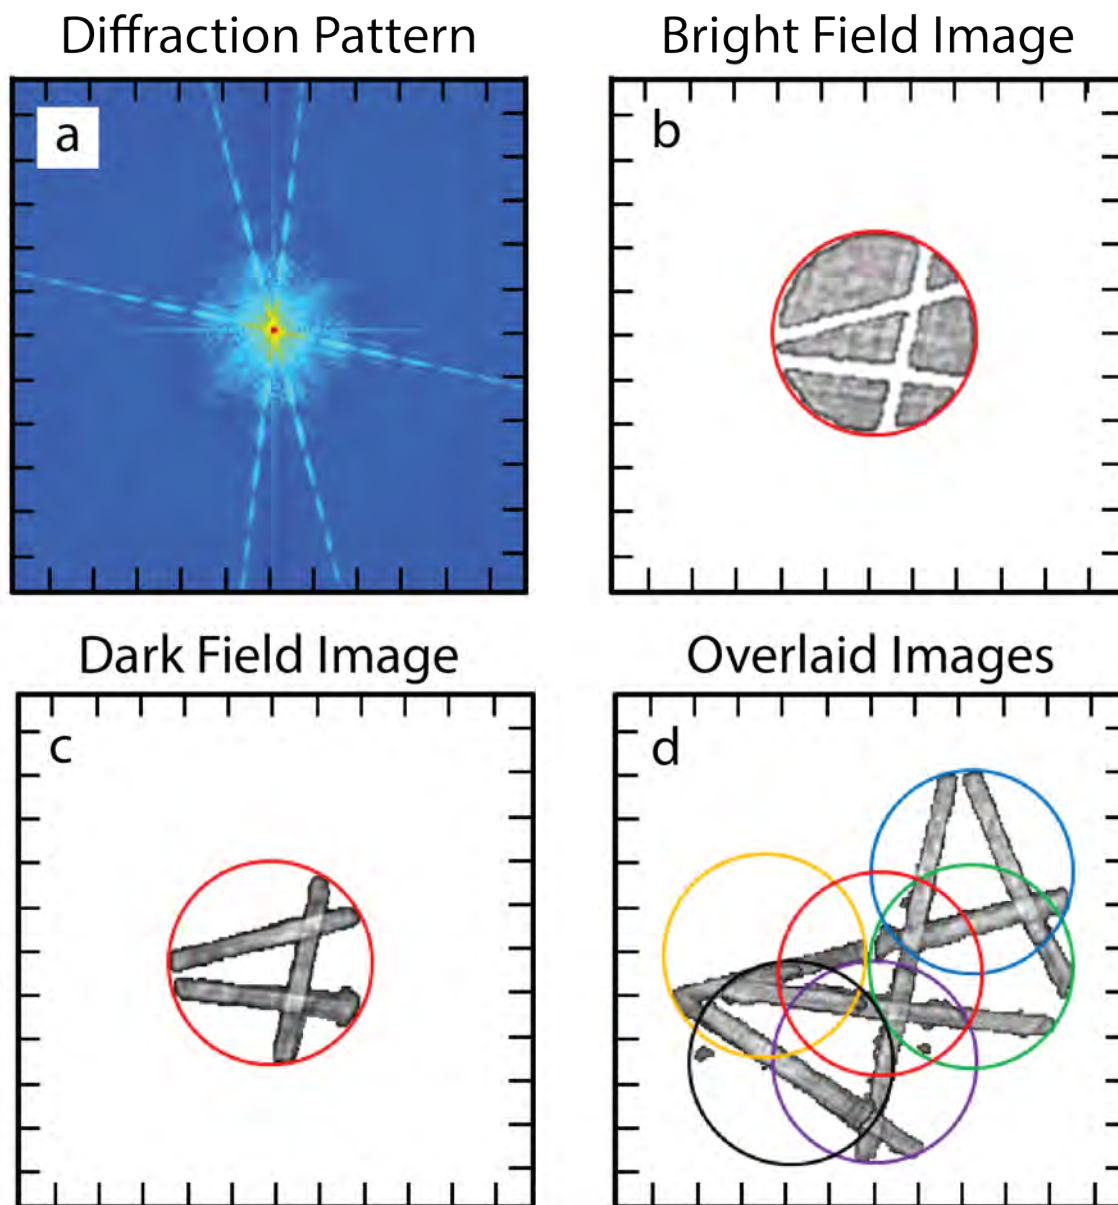 Diffraction Pattern
Bright Field Image
a
b
Dark Field Image
Overlaid Images
c
d